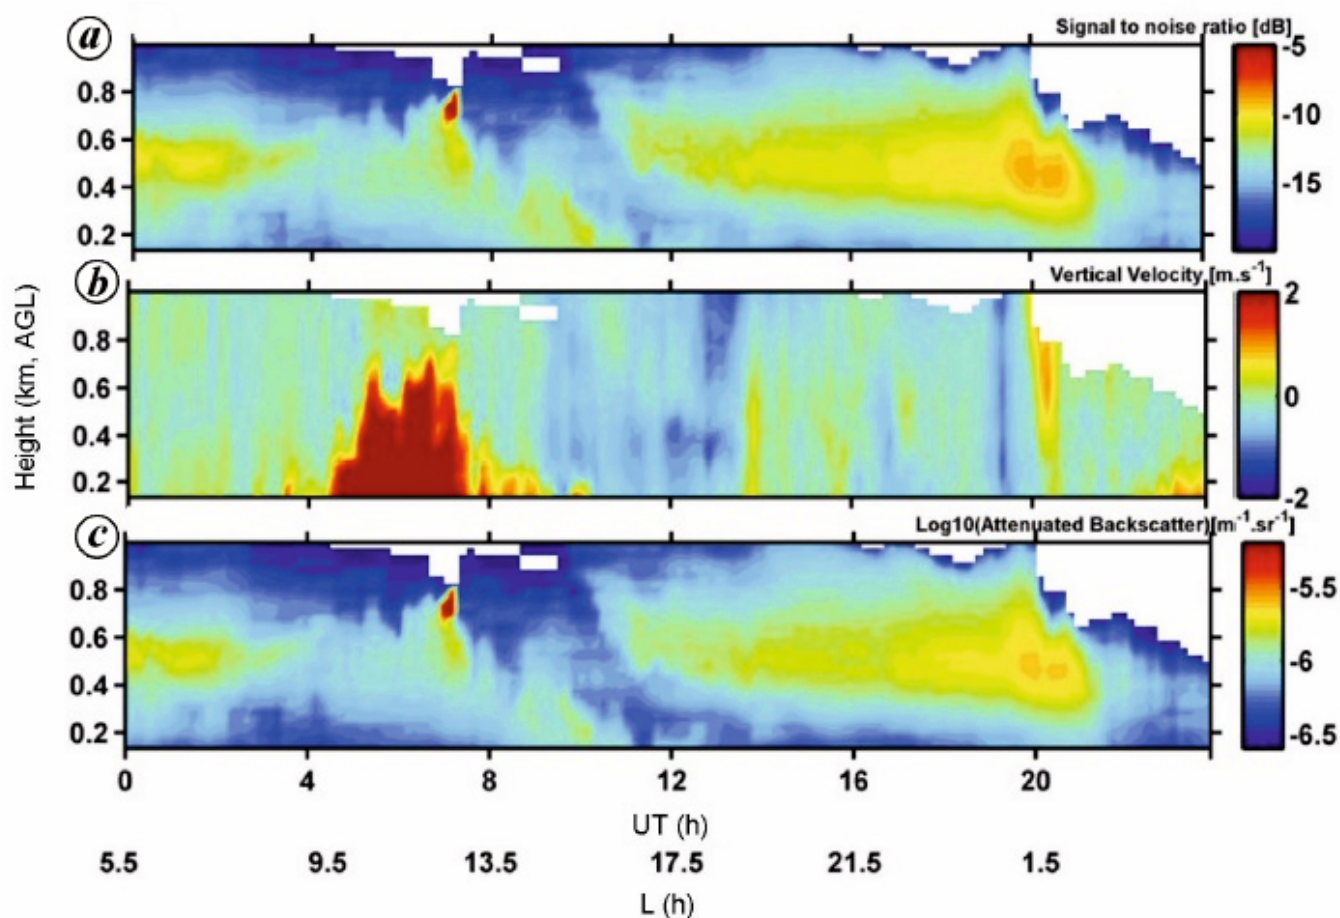 a
Signal to noise ratio [dB]
-5
-10
-15
0.8
0.6
0.4
0.2
b
Vertical Velocity [m.s-1]
2
0
-2
0.8
0.6
0.4
0.2
Height (km, AGL)
c
Log10(Attenuated Backscatter)[m-1.sr-1]
-5.5
-6
-6.5
0.8
0.6
0.4
0.2
0 4 8 12 16 20
UT (h)
5.5 9.5 13.5 17.5 21.5 1.5
L (h)